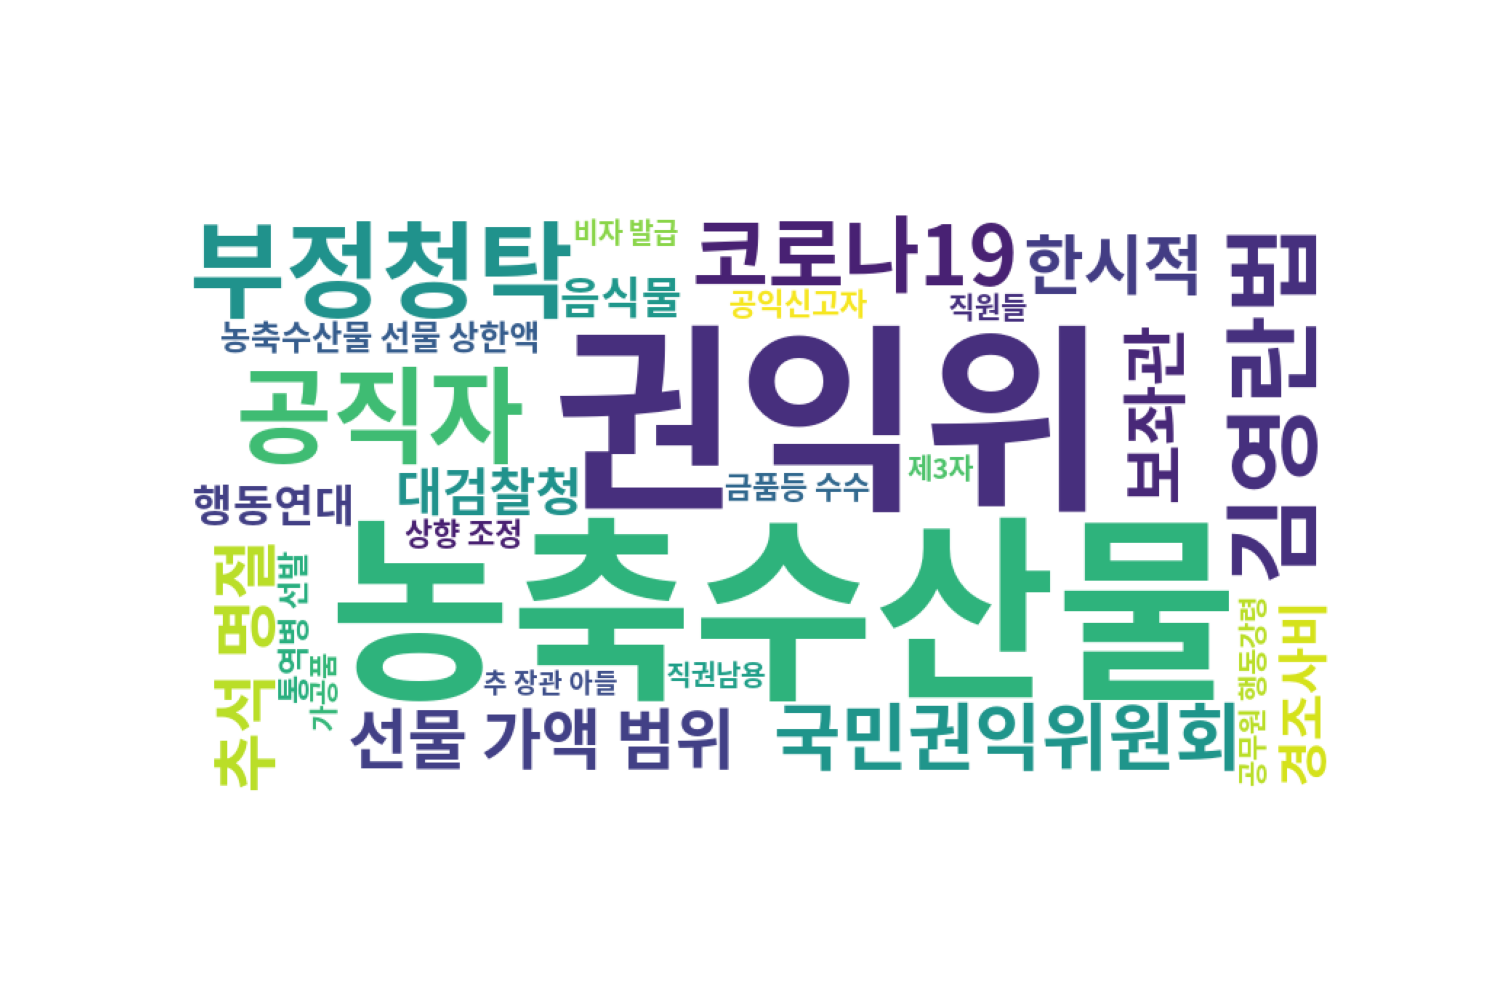 부정청탁
비자 발급
코로나19
한시적
김영란법
음식물
공익신고자
직원들
농축수산물 선물 상한액
권익위
보좌관
공직자
제3자
대검찰청
금품등 수수
행동연대
상향 조정
농축수산물
추석 명절
통역병 선발
가공품
추 장관 아들
직권남용
공무원 행동강령
경조사비
선물 가액 범위
국민권익위원회